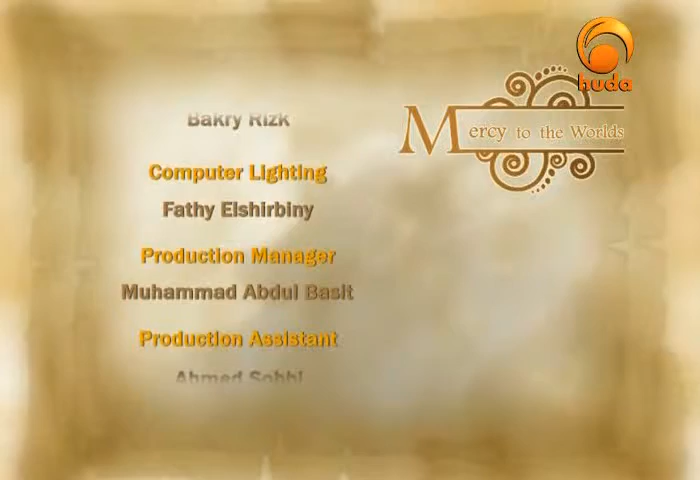 huda
Mercy to the Worlds
Bakry Rizk
Computer Lighting
Fathy Elshirbiny
Production Manager
Muhammad Abdul Basit
Production Assistant
Ahmed Sobhi